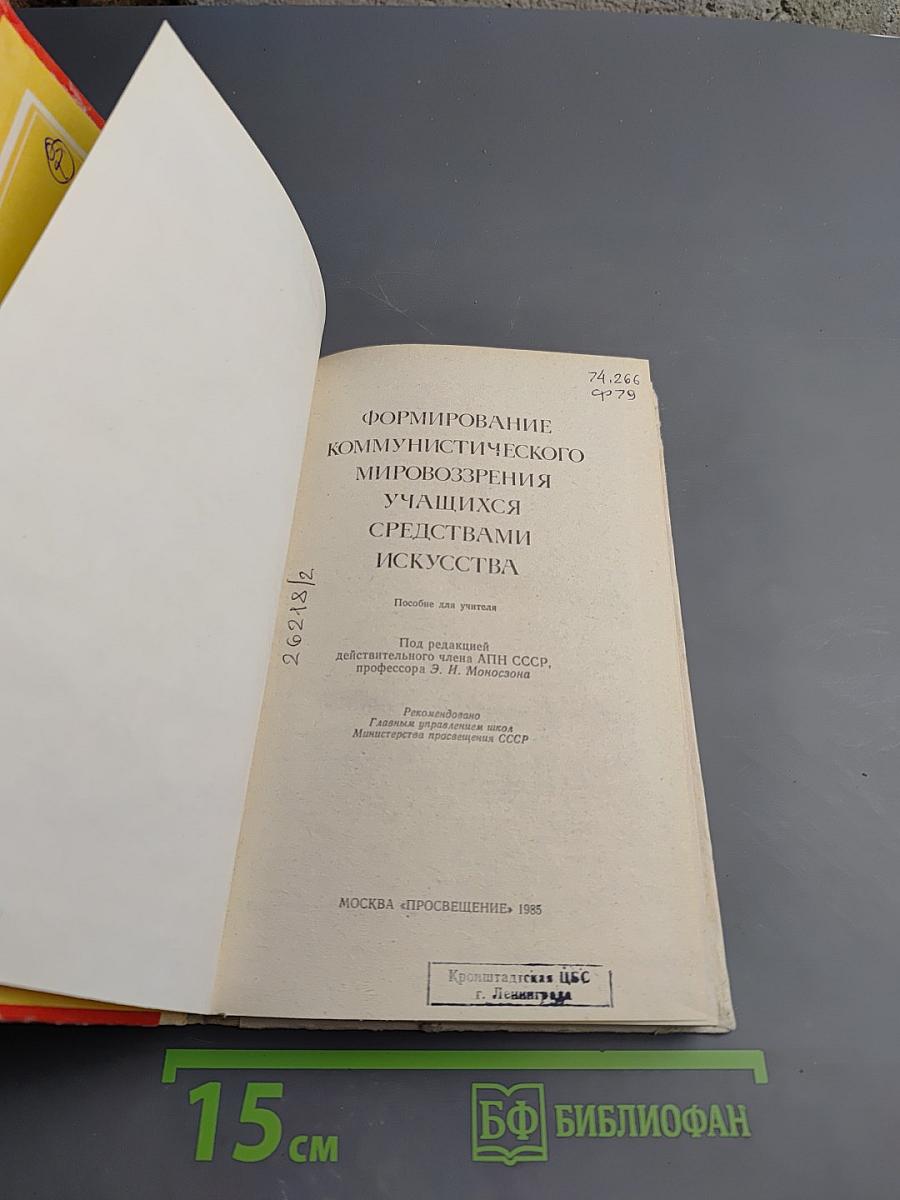 74.266
Ф79
ФОРМИРОВАНИЕ
КОММУНИСТИЧЕСКОГО
МИРОВОЗЗРЕНИЯ
УЧАЩИХСЯ
СРЕДСТВАМИ
ИСКУССТВА
26218/2
Пособие для учителя
Под редакцией
действительного члена АПН СССР,
профессора Э. И. Моносзона
Рекомендовано
Главным управлением школ
Министерства просвещения СССР
МОСКВА «ПРОСВЕЩЕНИЕ» 1985
Кронштадтская ЦБС
г. Ленинграда
15 см
БФ БИБЛИОФАН